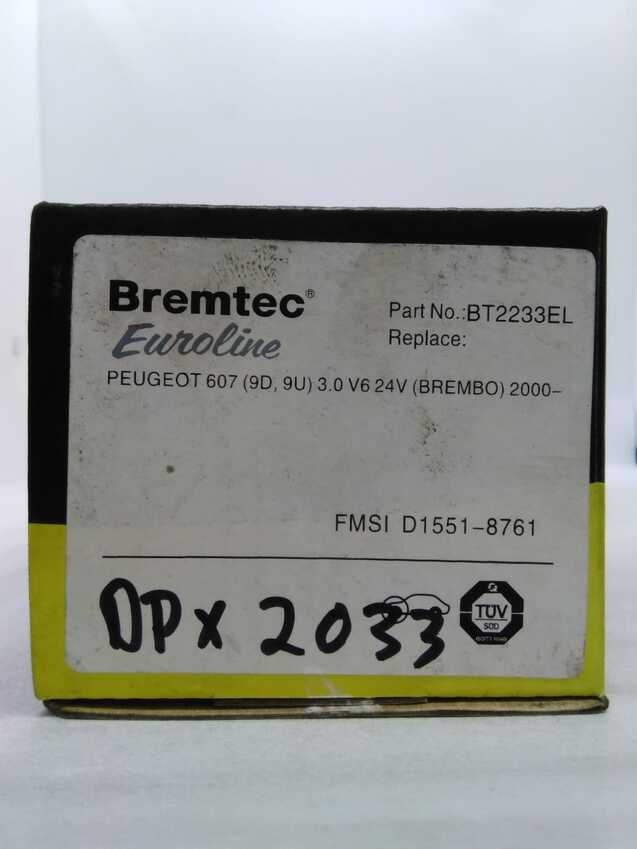 Bremtec®
Euroline
Part No.:BT2233EL
Replace:
PEUGEOT 607 (9D, 9U) 3.0 V6 24V (BREMBO) 2000-
FMSI D1551-8761
DPX 2033
TÜV
SÜD